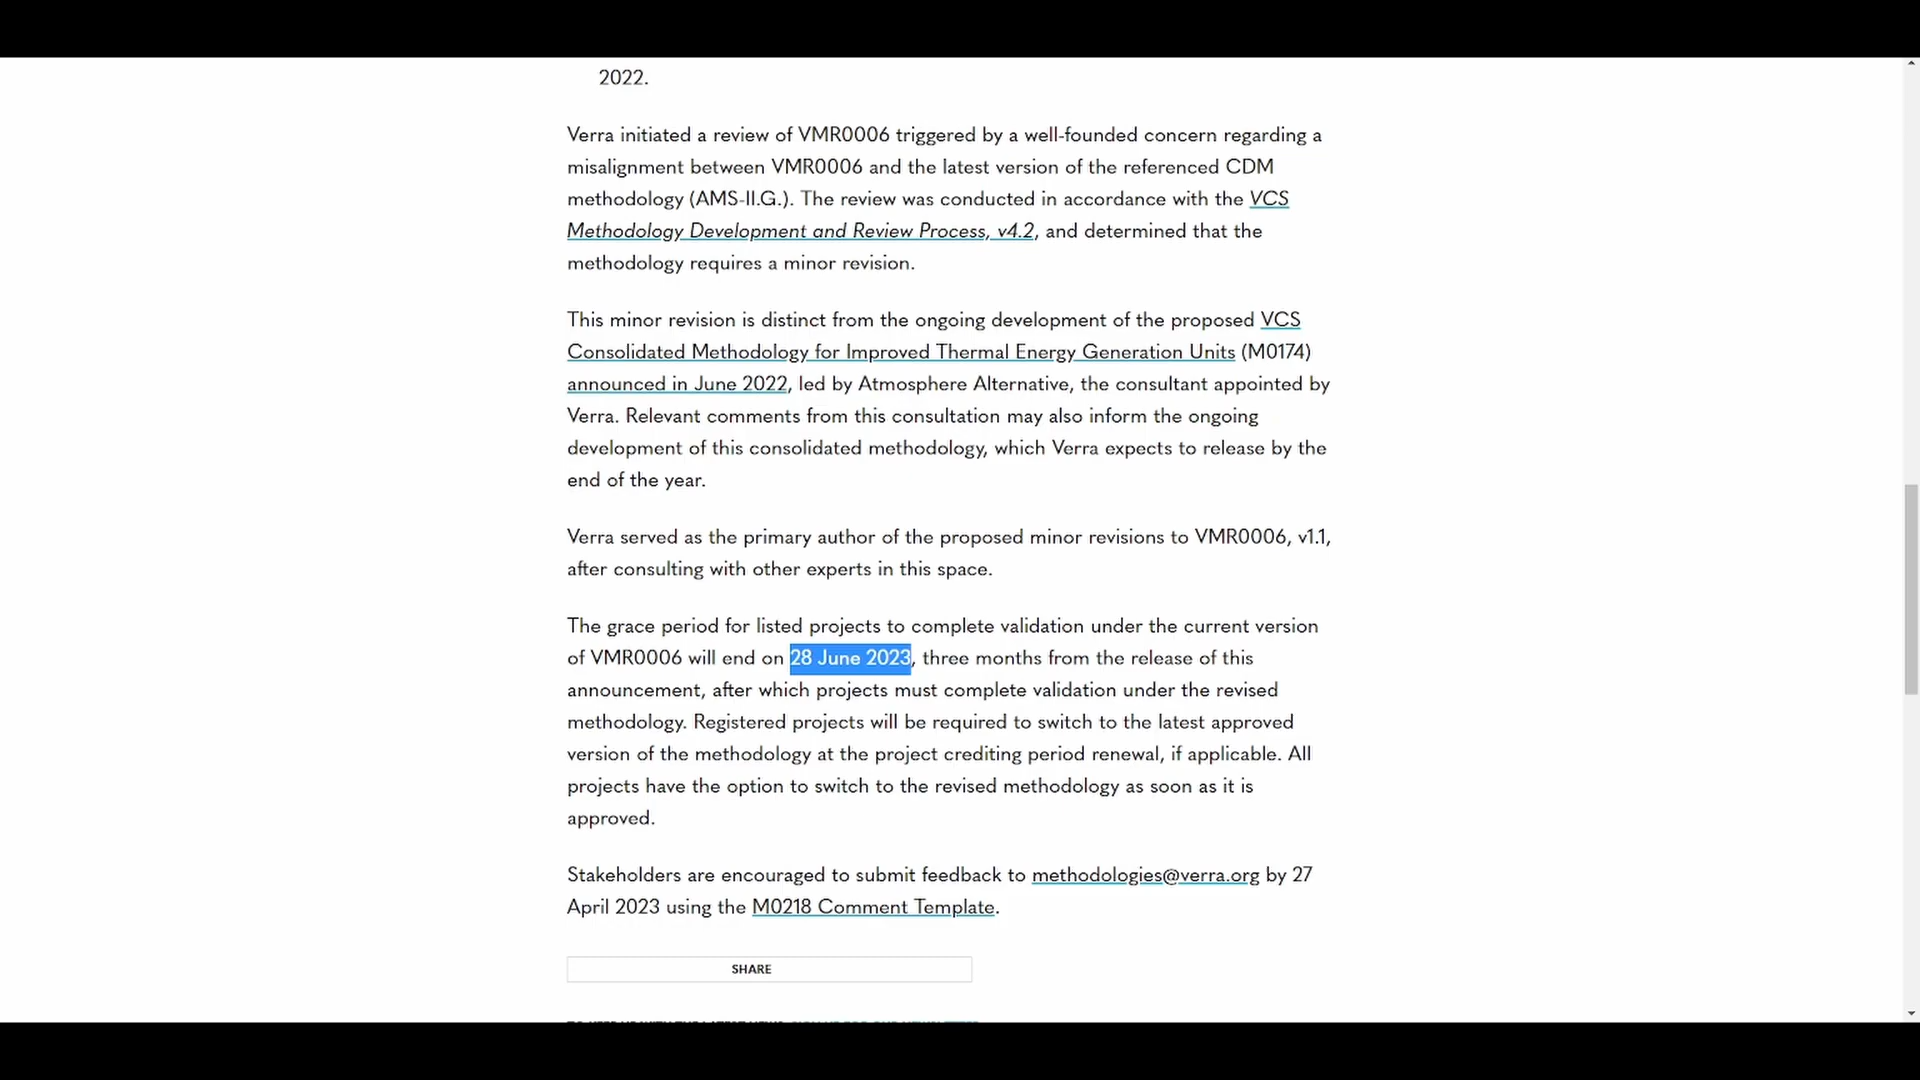 2022.
Verra initiated a review of VMR0006 triggered by a well-founded concern regarding a
misalignment between VMR0006 and the latest version of the referenced CDM
methodology (AMS-II.G.). The review was conducted in accordance with the VCS
Methodology Development and Review Process, v4.2, and determined that the
methodology requires a minor revision.
This minor revision is distinct from the ongoing development of the proposed VCS
Consolidated Methodology for Improved Thermal Energy Generation Units (M0174)
announced in June 2022, led by Atmosphere Alternative, the consultant appointed by
Verra. Relevant comments from this consultation may also inform the ongoing
development of this consolidated methodology, which Verra expects to release by the
end of the year.
Verra served as the primary author of the proposed minor revisions to VMR0006, v1.1,
after consulting with other experts in this space.
The grace period for listed projects to complete validation under the current version
of VMR0006 will end on 28 June 2023, three months from the release of this
announcement, after which projects must complete validation under the revised
methodology. Registered projects will be required to switch to the latest approved
version of the methodology at the project crediting period renewal, if applicable. All
projects have the option to switch to the revised methodology as soon as it is
approved.
Stakeholders are encouraged to submit feedback to methodologies@verra.org by 27
April 2023 using the M0218 Comment Template.
SHARE